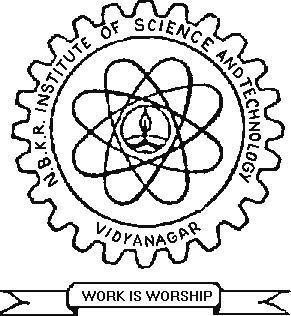 N.B.K.R. INSTITUTE OF SCIENCE AND TECHNOLOGY
VIDYANAGAR
WORK IS WORSHIP